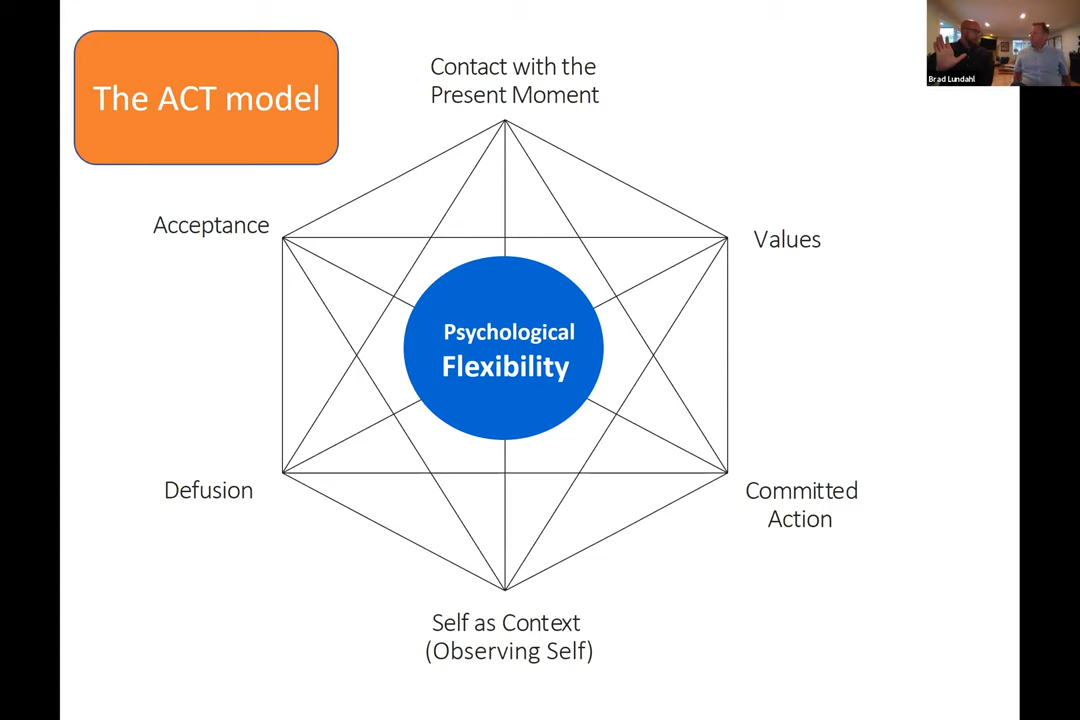 The ACT model
Brad Lundahl
Contact with the
Present Moment
Acceptance
Values
Psychological
Flexibility
Defusion
Committed
Action
Self as Context
(Observing Self)